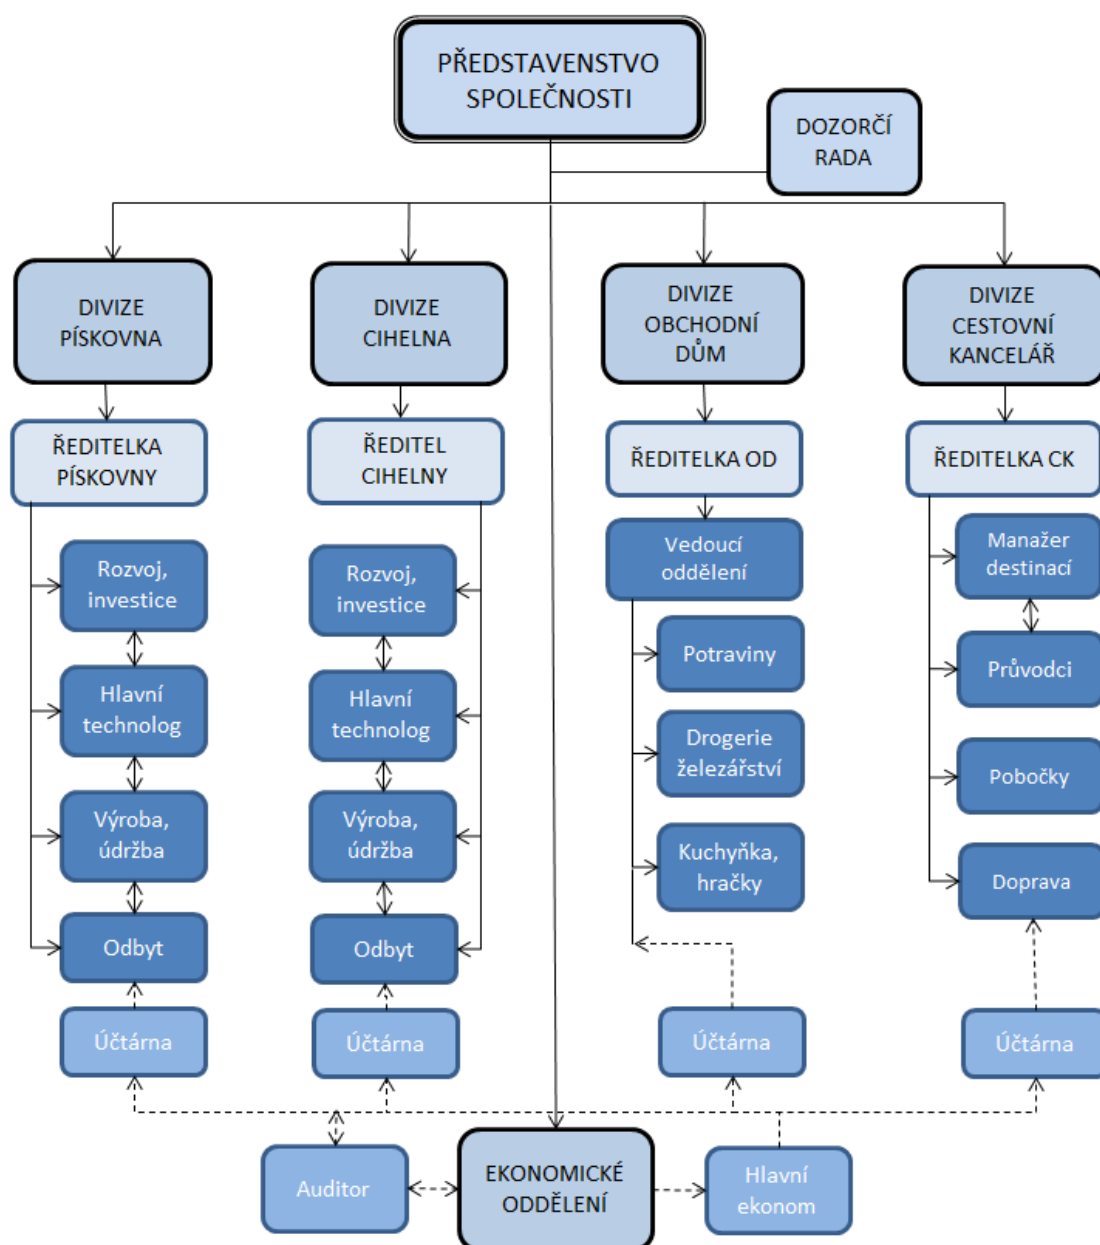 PŘEDSTAVENSTVO
SPOLEČNOSTI
DOZORČÍ
RADA
DIVIZE
PÍSKOVNA
DIVIZE
CIHELNA
DIVIZE
OBCHODNÍ
DŮM
DIVIZE
CESTOVNÍ
KANCELÁŘ
ŘEDITELKA
PÍSKOVNY
ŘEDITEL
CIHELNY
ŘEDITELKA OD
ŘEDITELKA CK
Rozvoj,
investice
Hlavní
technolog
Výroba,
údržba
Odbyt
Účtárna
Rozvoj,
investice
Hlavní
technolog
Výroba,
údržba
Odbyt
Účtárna
Vedoucí
oddělení
Potraviny
Drogerie
železářství
Kuchyňka,
hračky
Účtárna
Manažer
destinací
Průvodci
Pobočky
Doprava
Účtárna
Auditor
EKONOMICKÉ
ODDĚLENÍ
Hlavní
ekonom